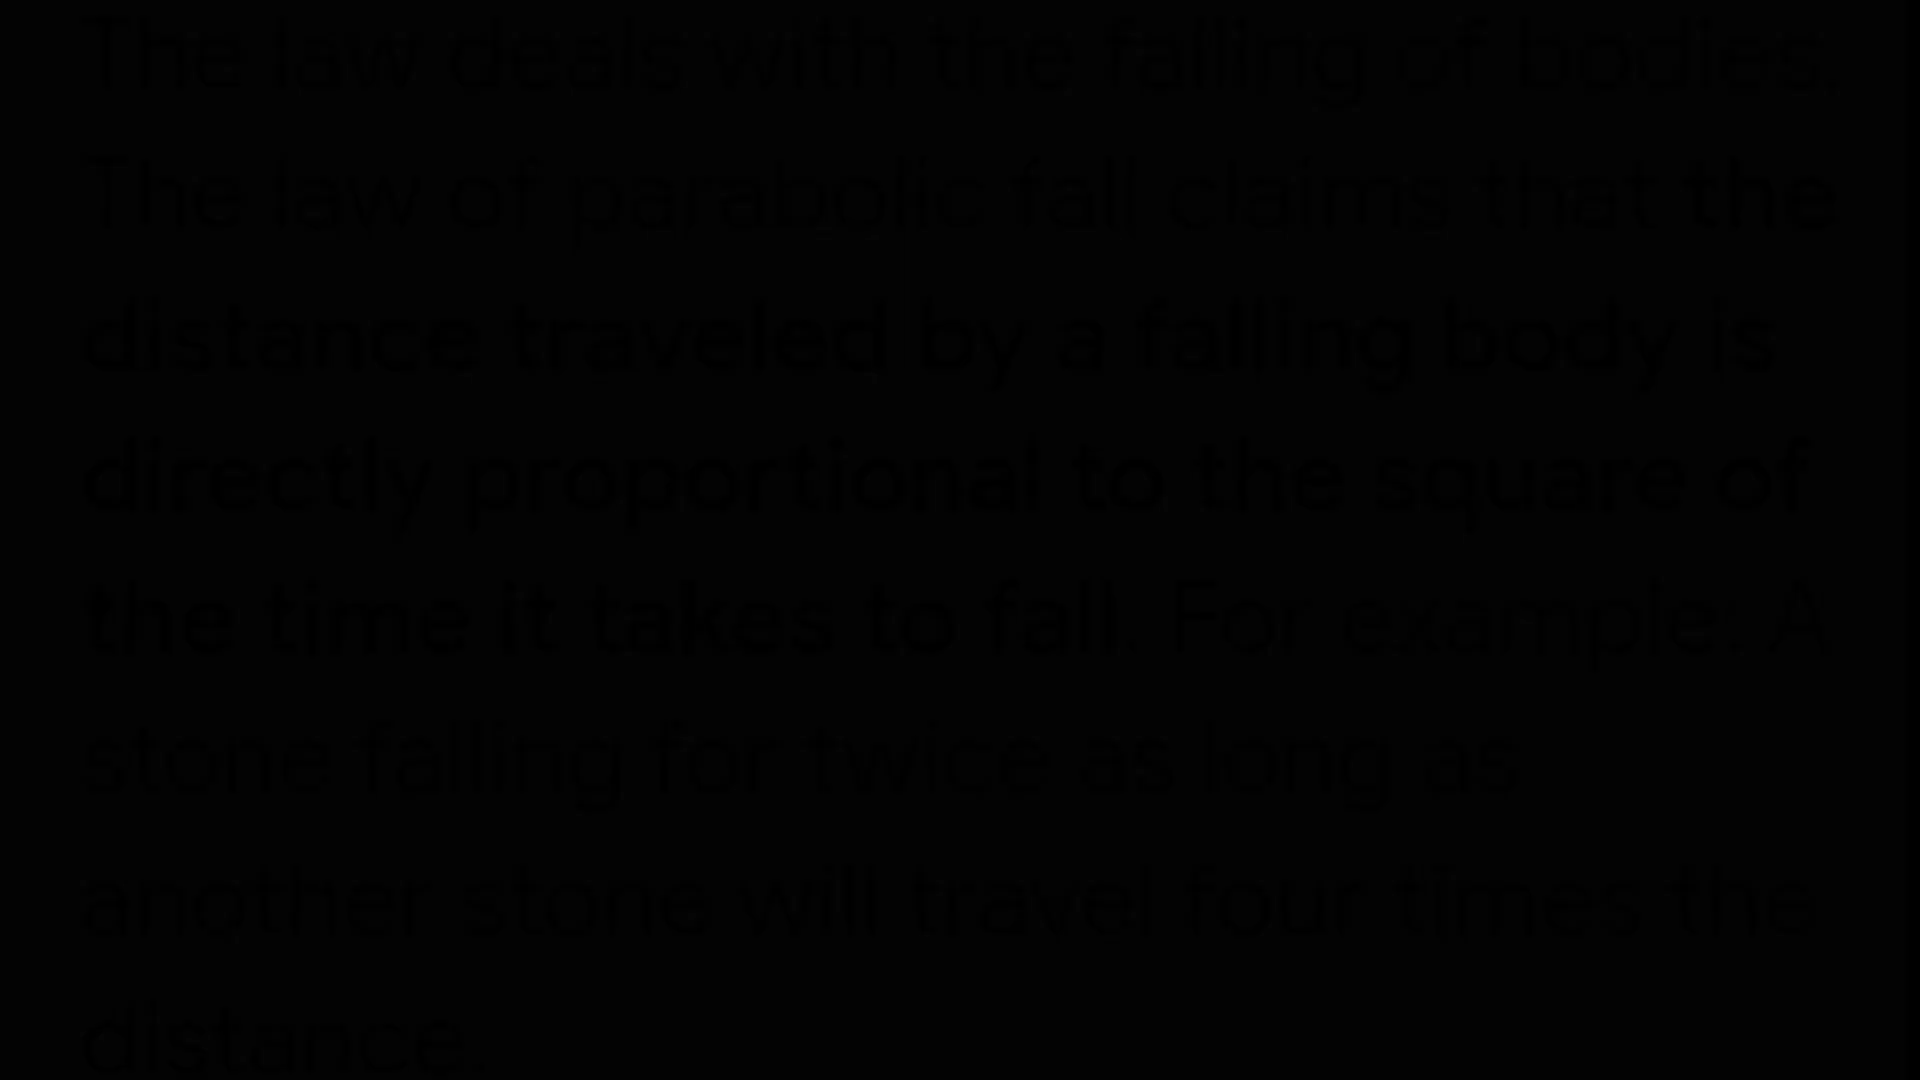 The law deals with the falling of bodies.
The law of parabolic fall claims that the
distance traveled by a falling body is
directly proportional to the square of
the time it takes to fall. For example: A
stone falling for twice as long as
another stone will travel four times the
distance.